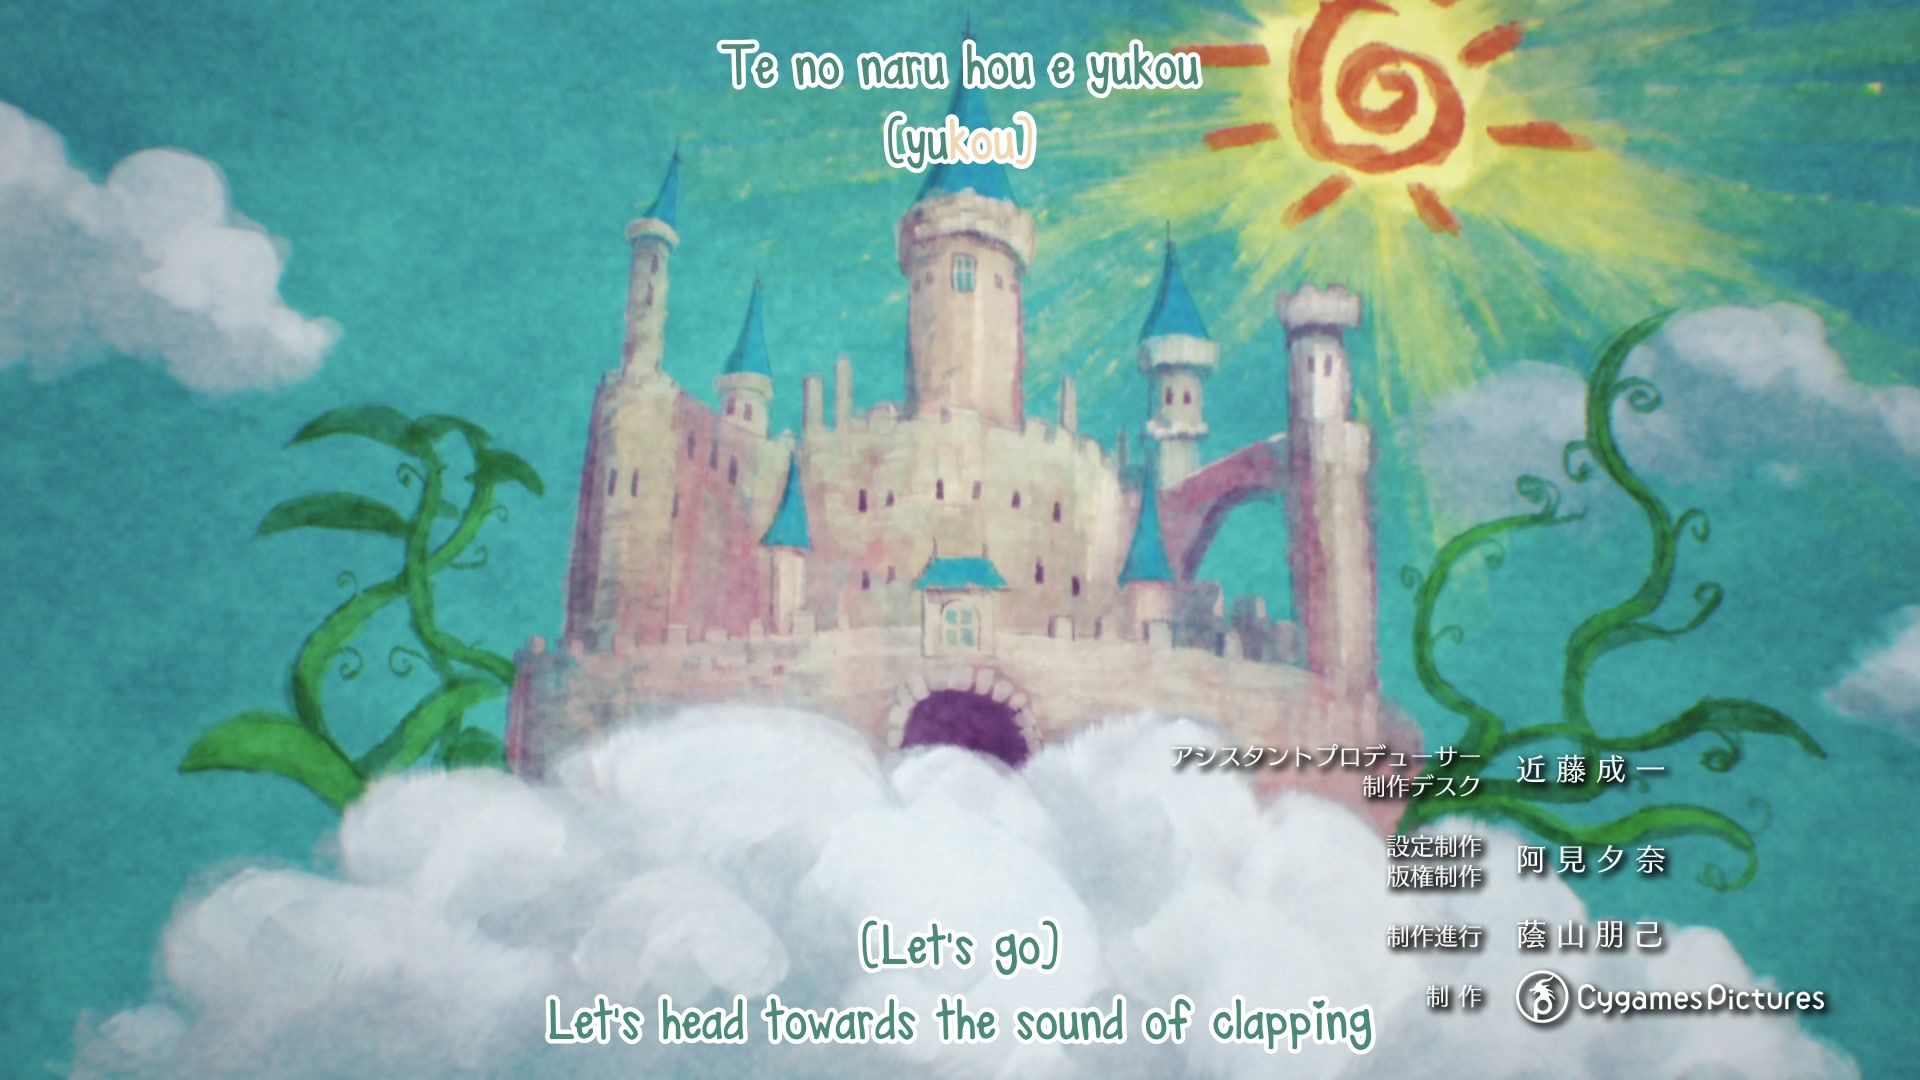 Te no naru hou e yukou
(yukou)
アシスタントプロデューサー
制作デスク
近藤成一
設定制作
版権制作
阿見夕奈
制作進行
蔭山朋己
制作
CygamesPictures
(Let's go)
Let's head towards the sound of clapping